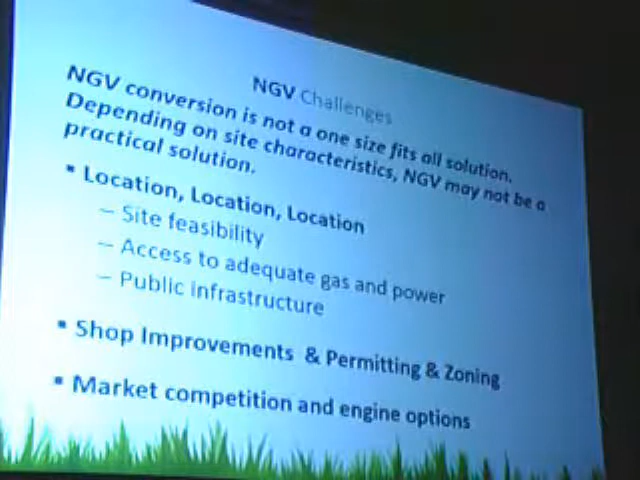 NGV Challenges
NGV conversion is not a one size fits all solution.
Depending on site characteristics, NGV may not be a
practical solution.
▪ Location, Location, Location
– Site feasibility
– Access to adequate gas and power
– Public infrastructure
▪ Shop Improvements & Permitting & Zoning
▪ Market competition and engine options